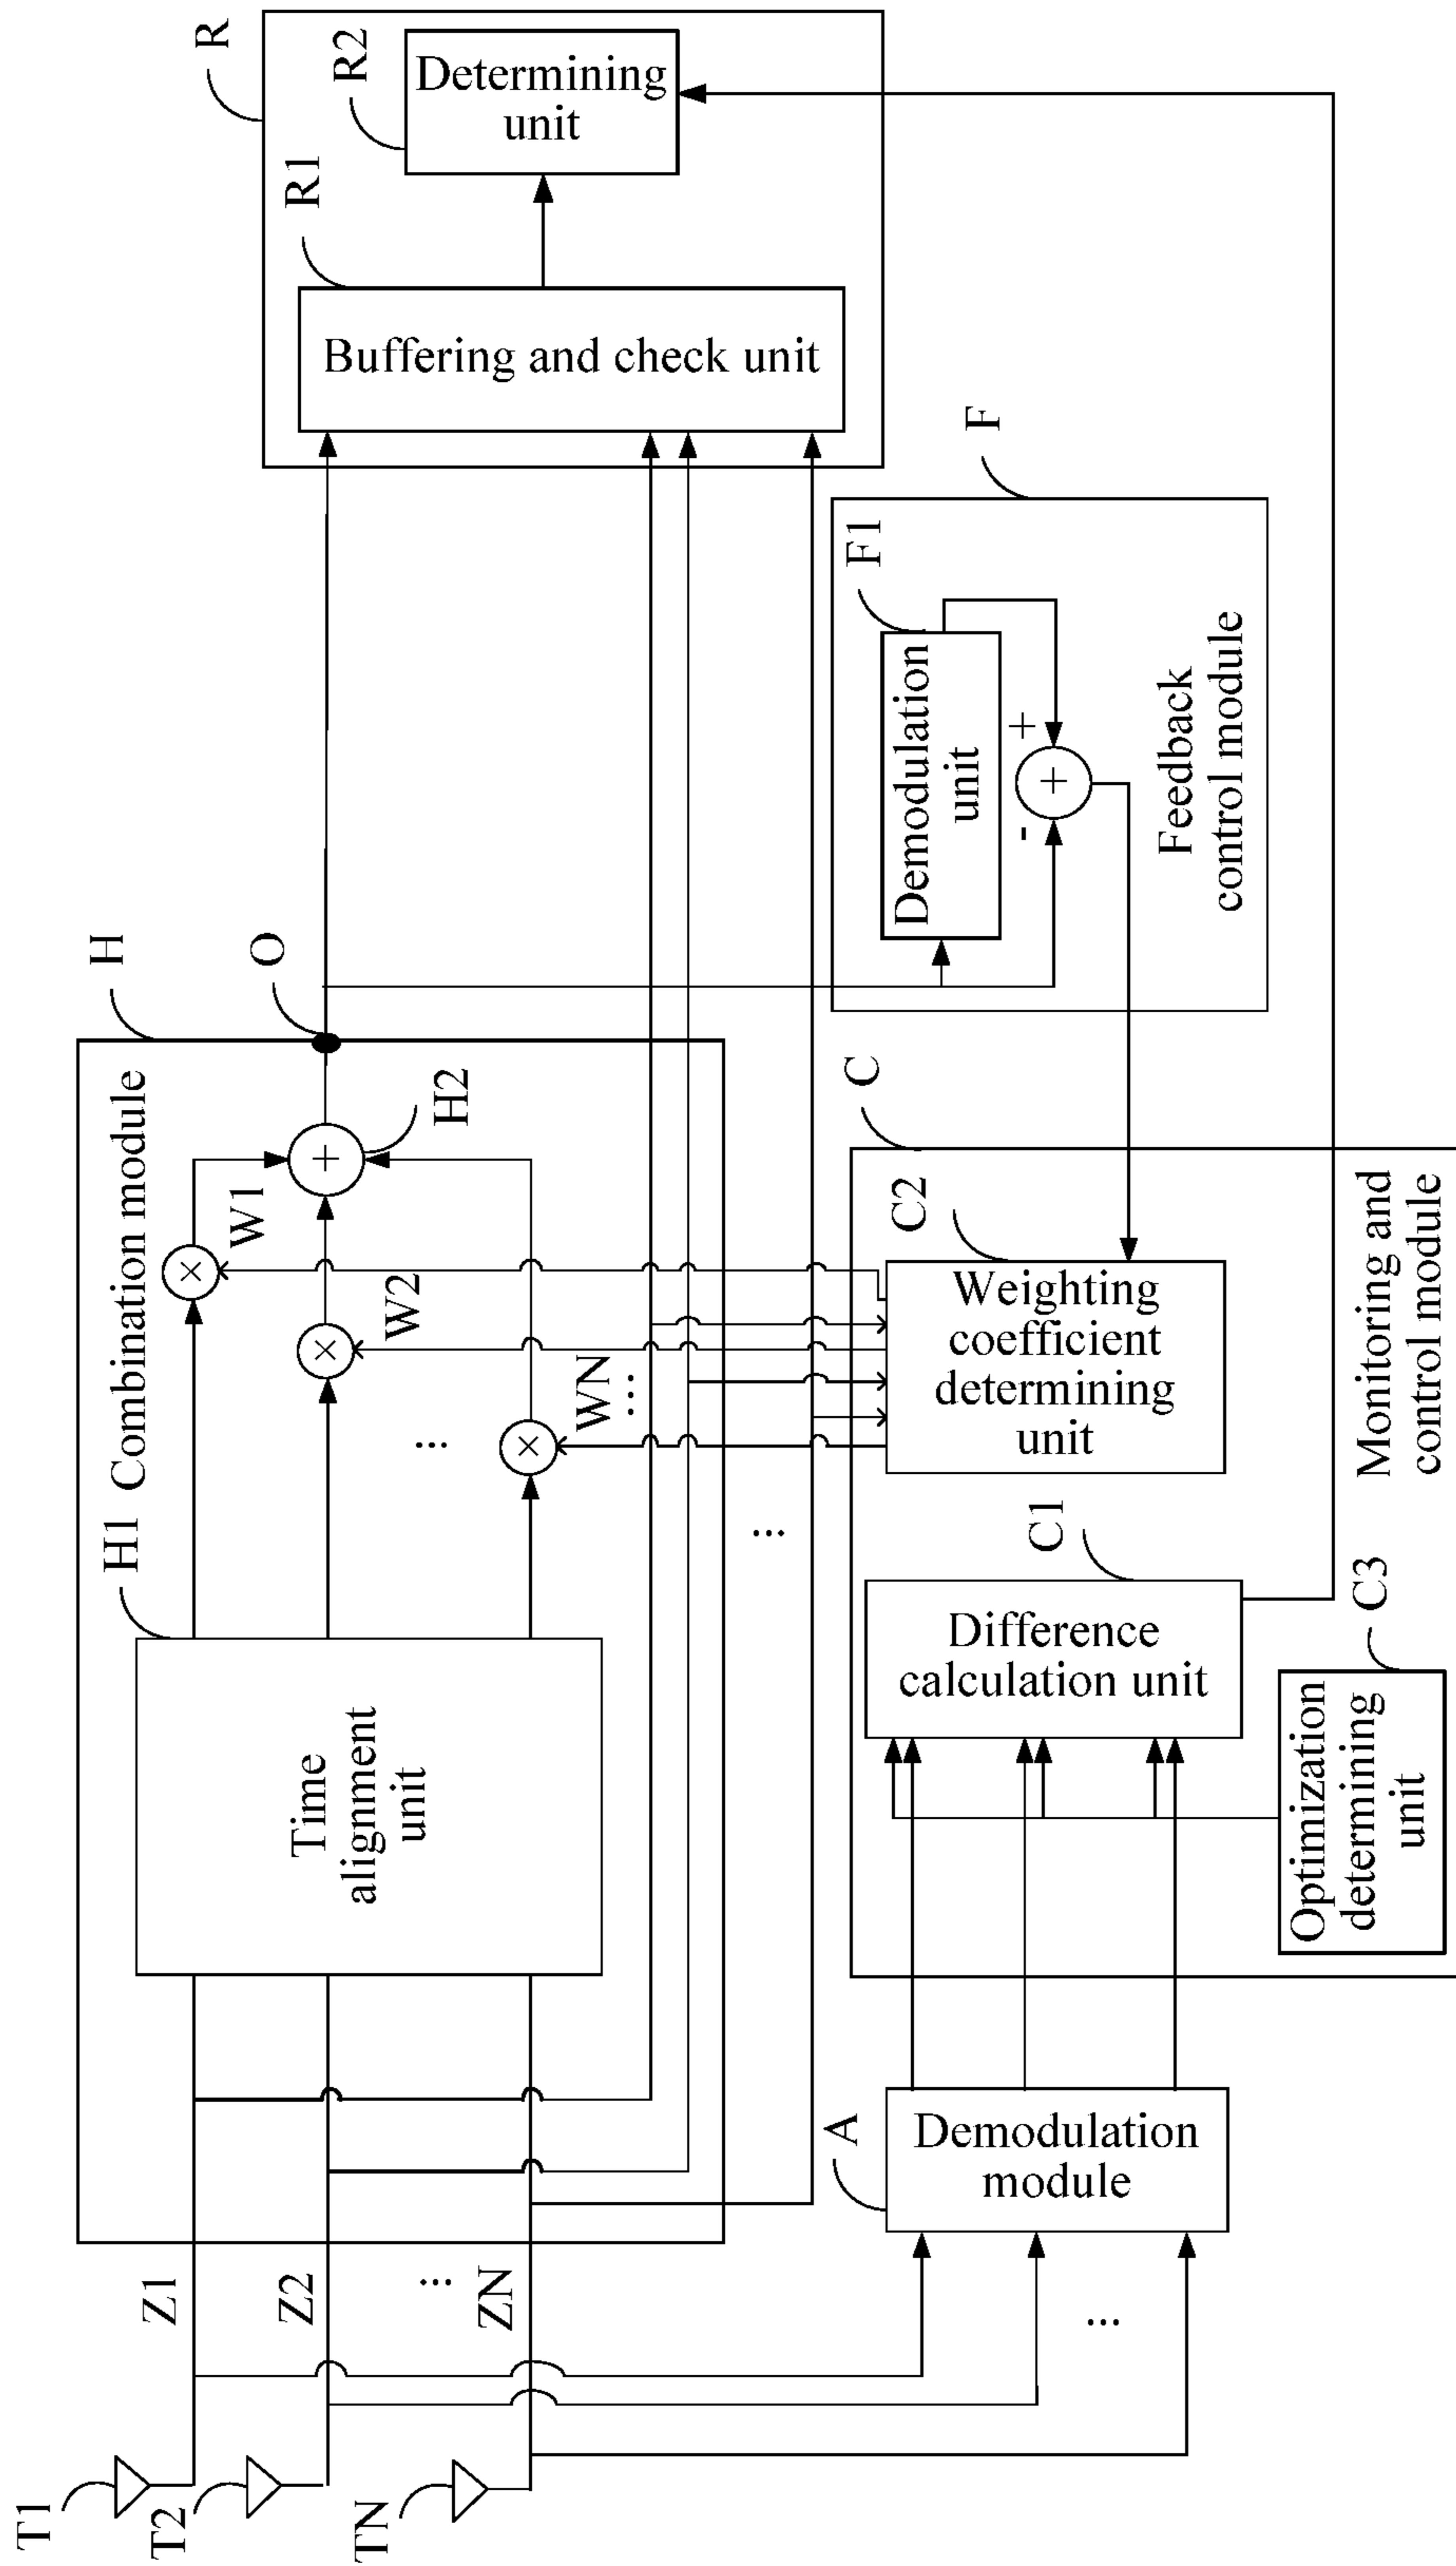 R
R2
Determining
unit
R1
Buffering and check unit
F
F1
Demodulation
unit
+
-
+
Feedback
control module
H
O
Combination module
H2
+
W1
×
W2
×
WN
...
...
×
H1
Time
alignment
unit
...
C
C2
Weighting
coefficient
determining
unit
Monitoring and
control module
C1
Difference
calculation unit
C3
Optimization
determining
unit
A
Demodulation
module
Z1
Z2
...
ZN
...
T1
T2
TN